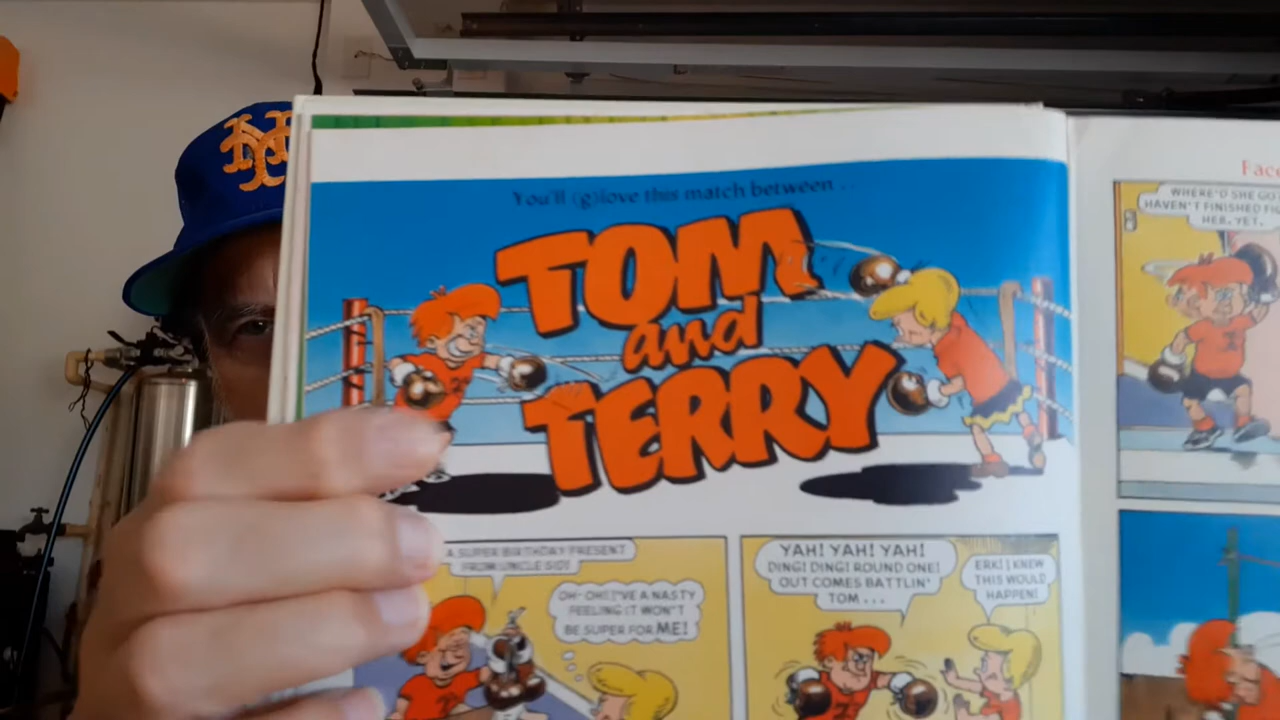 NY
You'll (g)love this match between . . .
TOM
and
TERRY
A SUPER BIRTHDAY PRESENT
FROM UNCLE SID!
OH-OH! I'VE A NASTY
FEELING IT WON'T
BE SUPER FOR ME!
YAH! YAH! YAH!
DING! DING! ROUND ONE!
OUT COMES BATTLIN'
TOM . . .
ERK! I KNEW
THIS WOULD
HAPPEN!
WHERE'D SHE GO
HAVEN'T FINISHED
HER, YET.